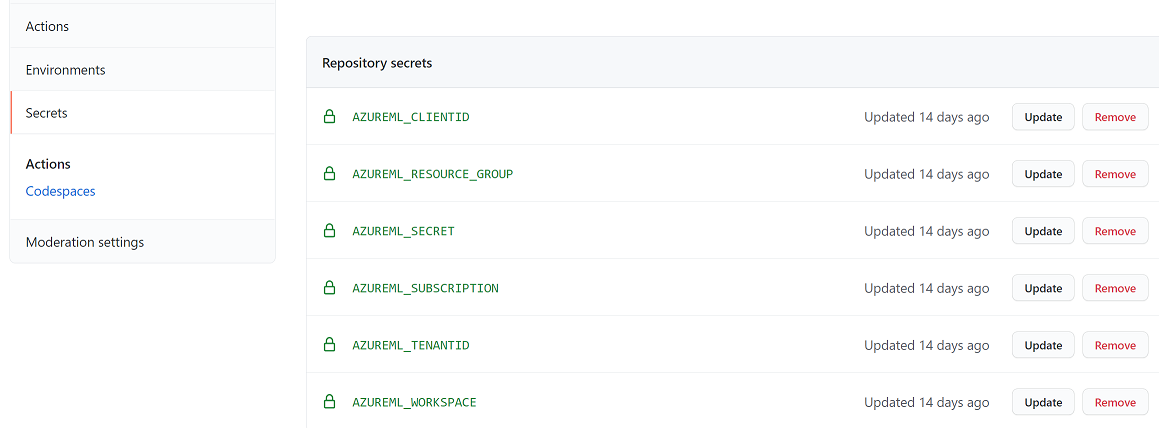 Actions
Environments
Secrets
Actions
Codespaces
Moderation settings
Repository secrets
AZUREML_CLIENTID Updated 14 days ago Update Remove
AZUREML_RESOURCE_GROUP Updated 14 days ago Update Remove
AZUREML_SECRET Updated 14 days ago Update Remove
AZUREML_SUBSCRIPTION Updated 14 days ago Update Remove
AZUREML_TENANTID Updated 14 days ago Update Remove
AZUREML_WORKSPACE Updated 14 days ago Update Remove